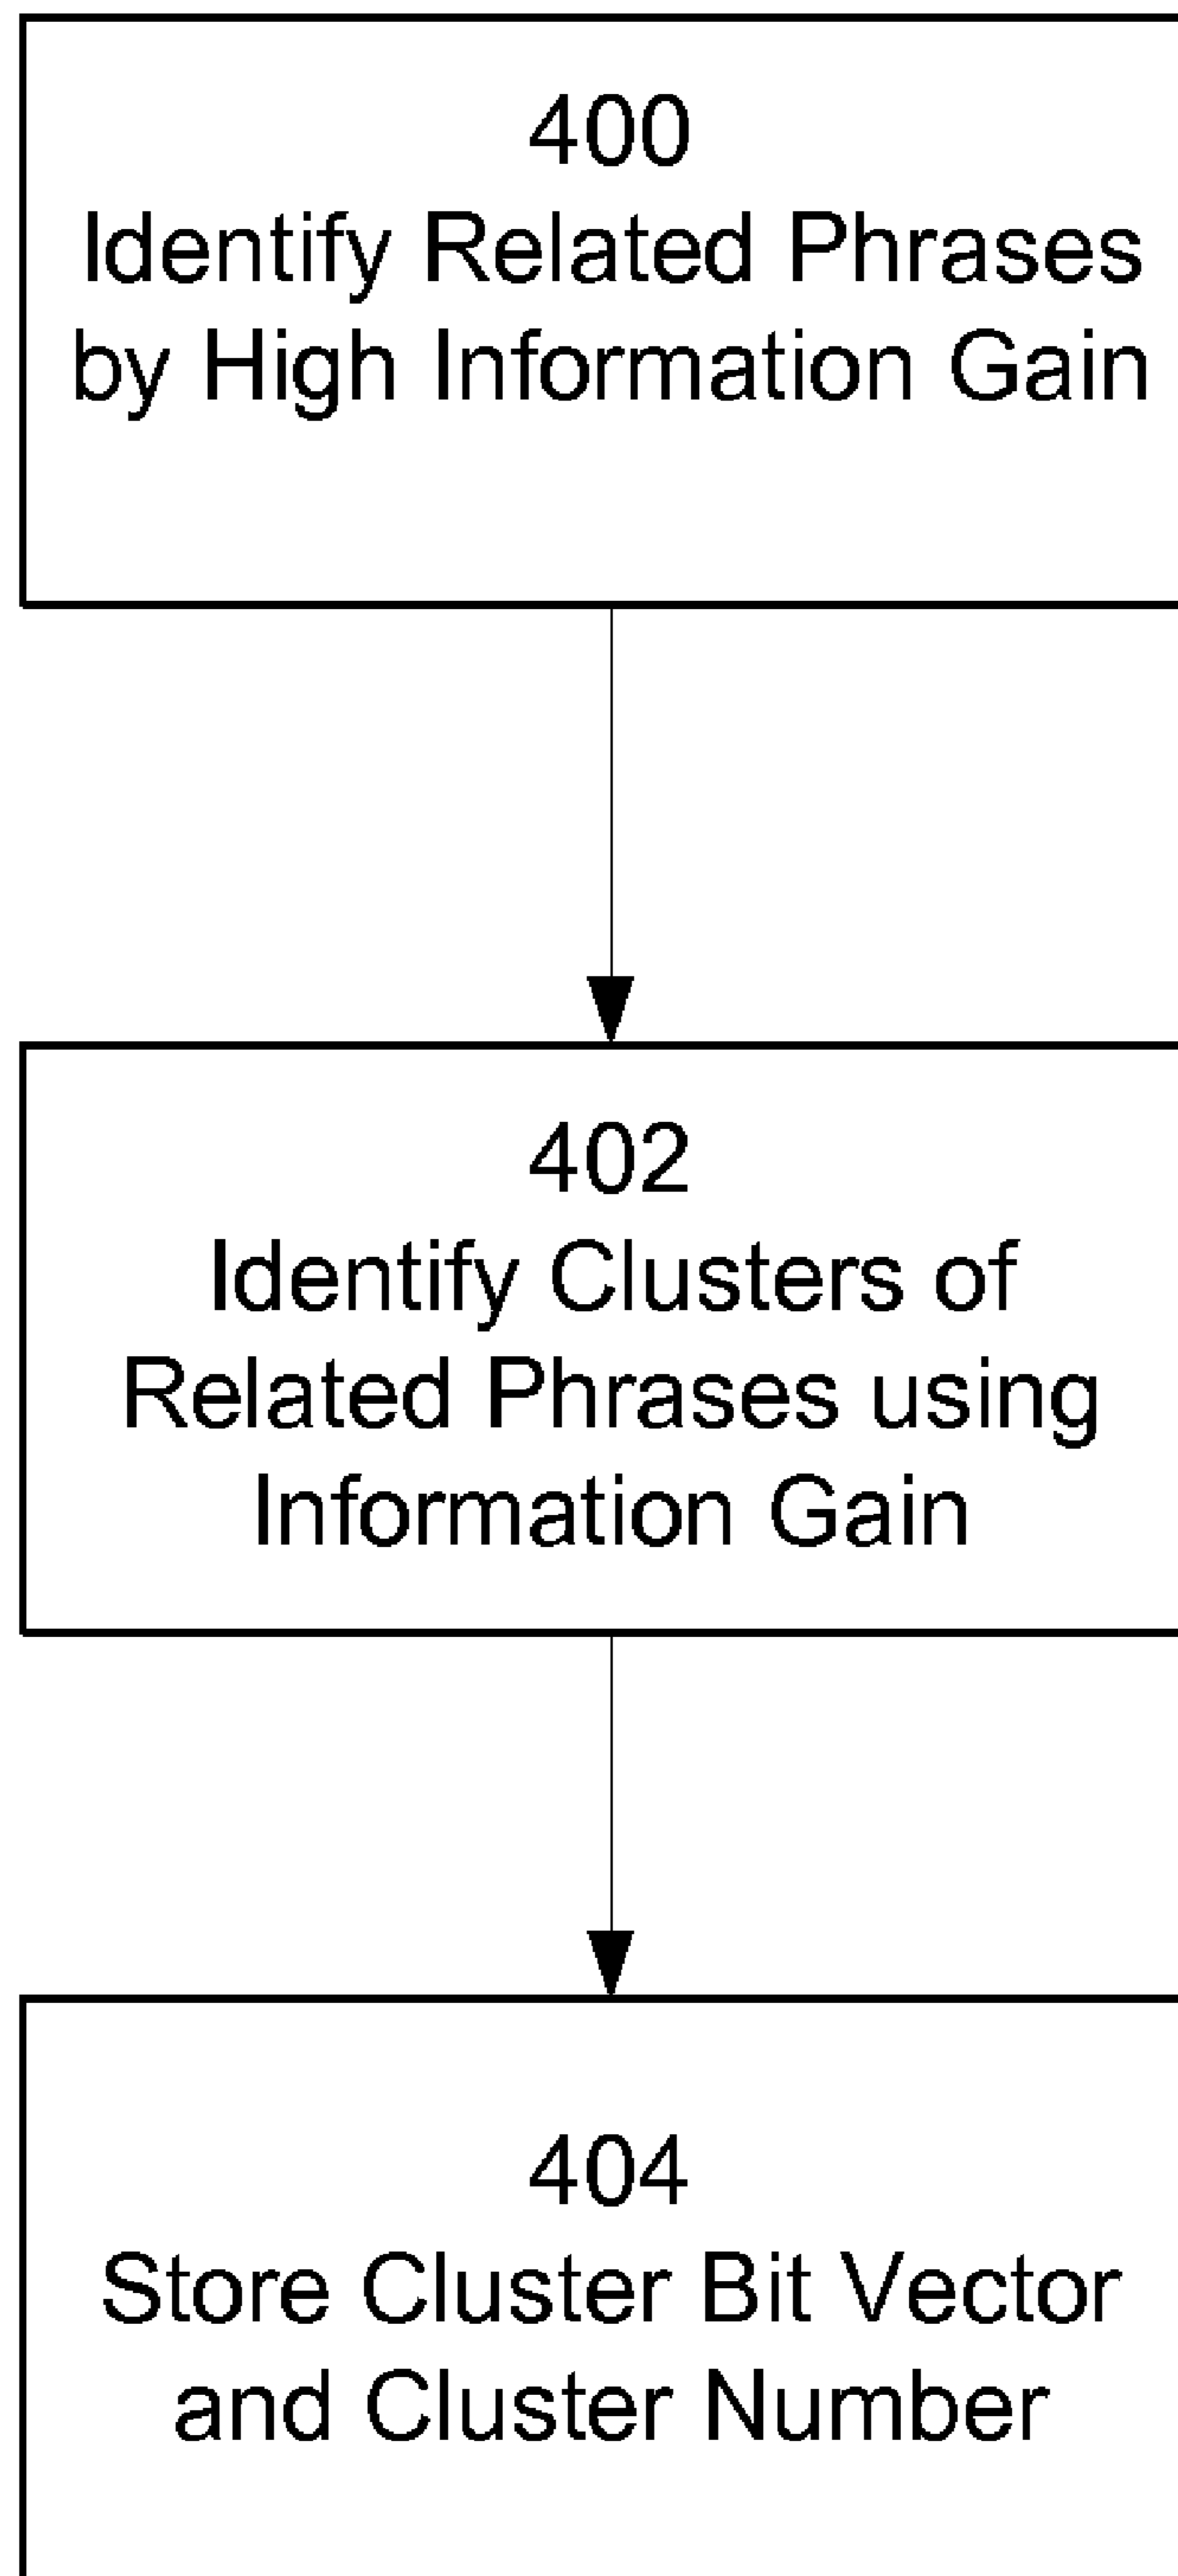 400
Identify Related Phrases
by High Information Gain
402
Identify Clusters of
Related Phrases using
Information Gain
404
Store Cluster Bit Vector
and Cluster Number